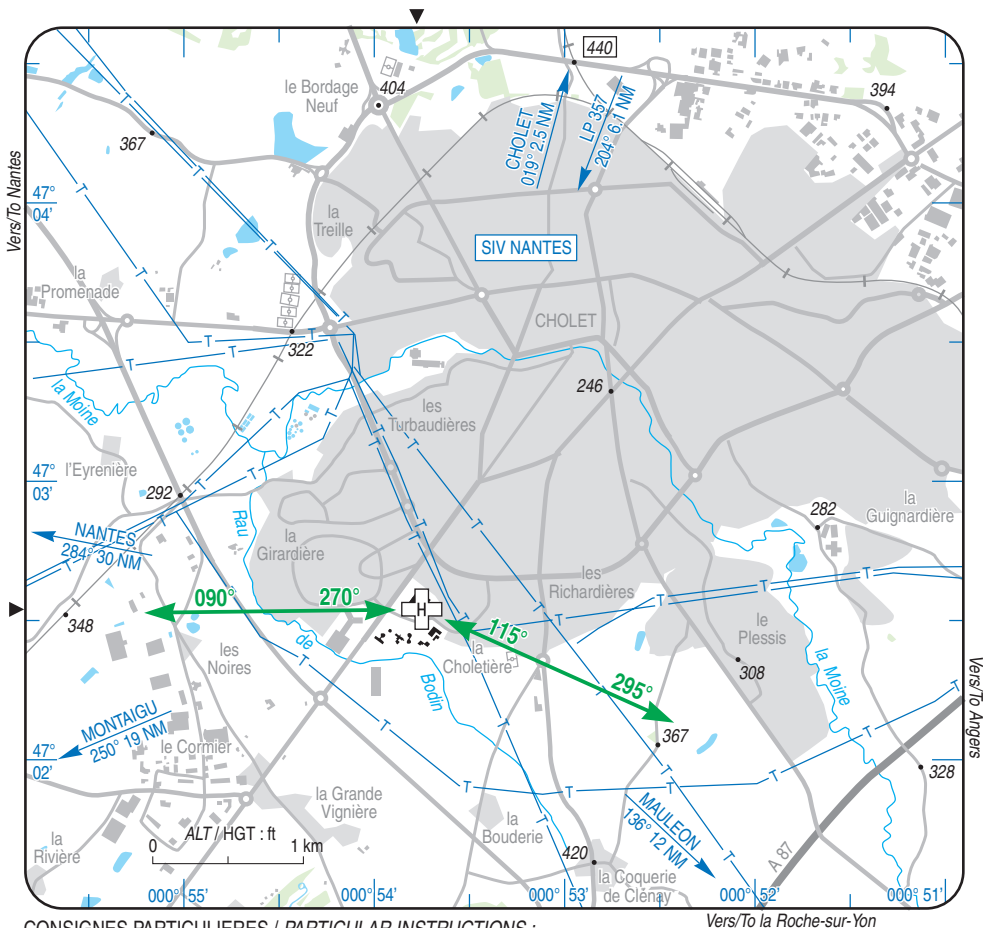 440
394
404
le Bordage
Neuf
367
CHOLET
019° 2.5 NM
LP 357
204° 6.1 NM
Vers/To Nantes
47°
04'
la
Treille
SIV NANTES
la
Promenade
CHOLET
322
246
la Moine
les
Turbaudières
l'Eyrenière
47°
03'
292
282
la
Guignardière
Rau
NANTES
284° 30 NM
la
Girardière
les
Richardières
090°
270°
H
115°
348
le
Plessis
de
les
Noires
la
Choletière
308
la Moine
295°
Bodin
Vers/To Angers
MONTAIGU
250° 19 NM
367
le Cormier
47°
02'
328
la Grande
Vignière
MAULEON
136° 12 NM
la
Bouderie
ALT / HGT : ft
0
1 km
la
Rivière
420
A 87
la Coquerie
de Clénay
000° 55'
000° 54'
000° 53'
000° 52'
000° 51'
T T T T T T T T T T T T T T T T T T T T T T T T T T T T T T
CONSIGNES PARTICULIERES / PARTICULAR INSTRUCTIONS :
Vers/To la Roche-sur-Yon